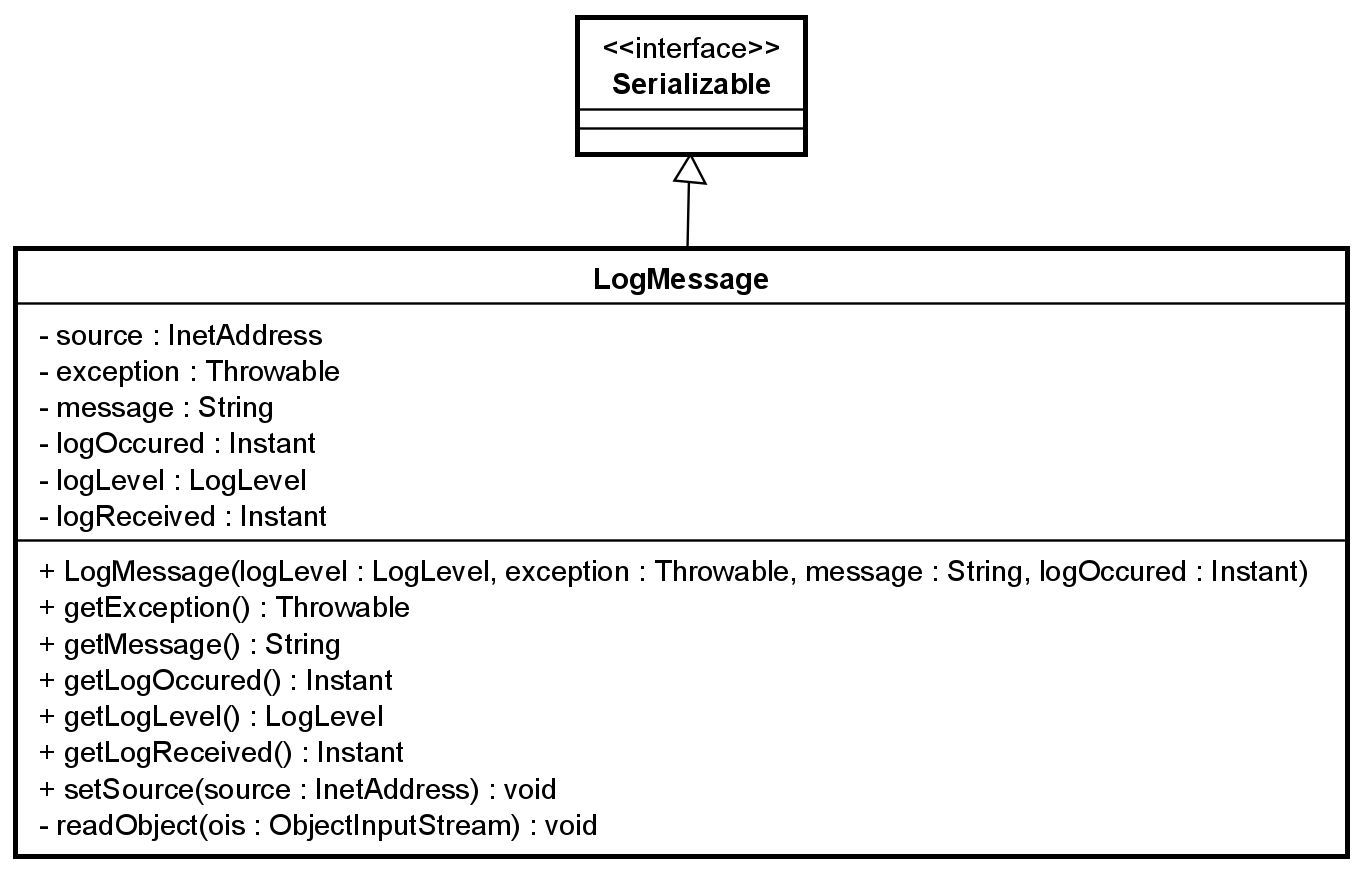 <<interface>>
Serializable
LogMessage
- source : InetAddress
- exception : Throwable
- message : String
- logOccured : Instant
- logLevel : LogLevel
- logReceived : Instant
+ LogMessage(logLevel : LogLevel, exception : Throwable, message : String, logOccured : Instant)
+ getException() : Throwable
+ getMessage() : String
+ getLogOccured() : Instant
+ getLogLevel() : LogLevel
+ getLogReceived() : Instant
+ setSource(source : InetAddress) : void
- readObject(ois : ObjectInputStream) : void